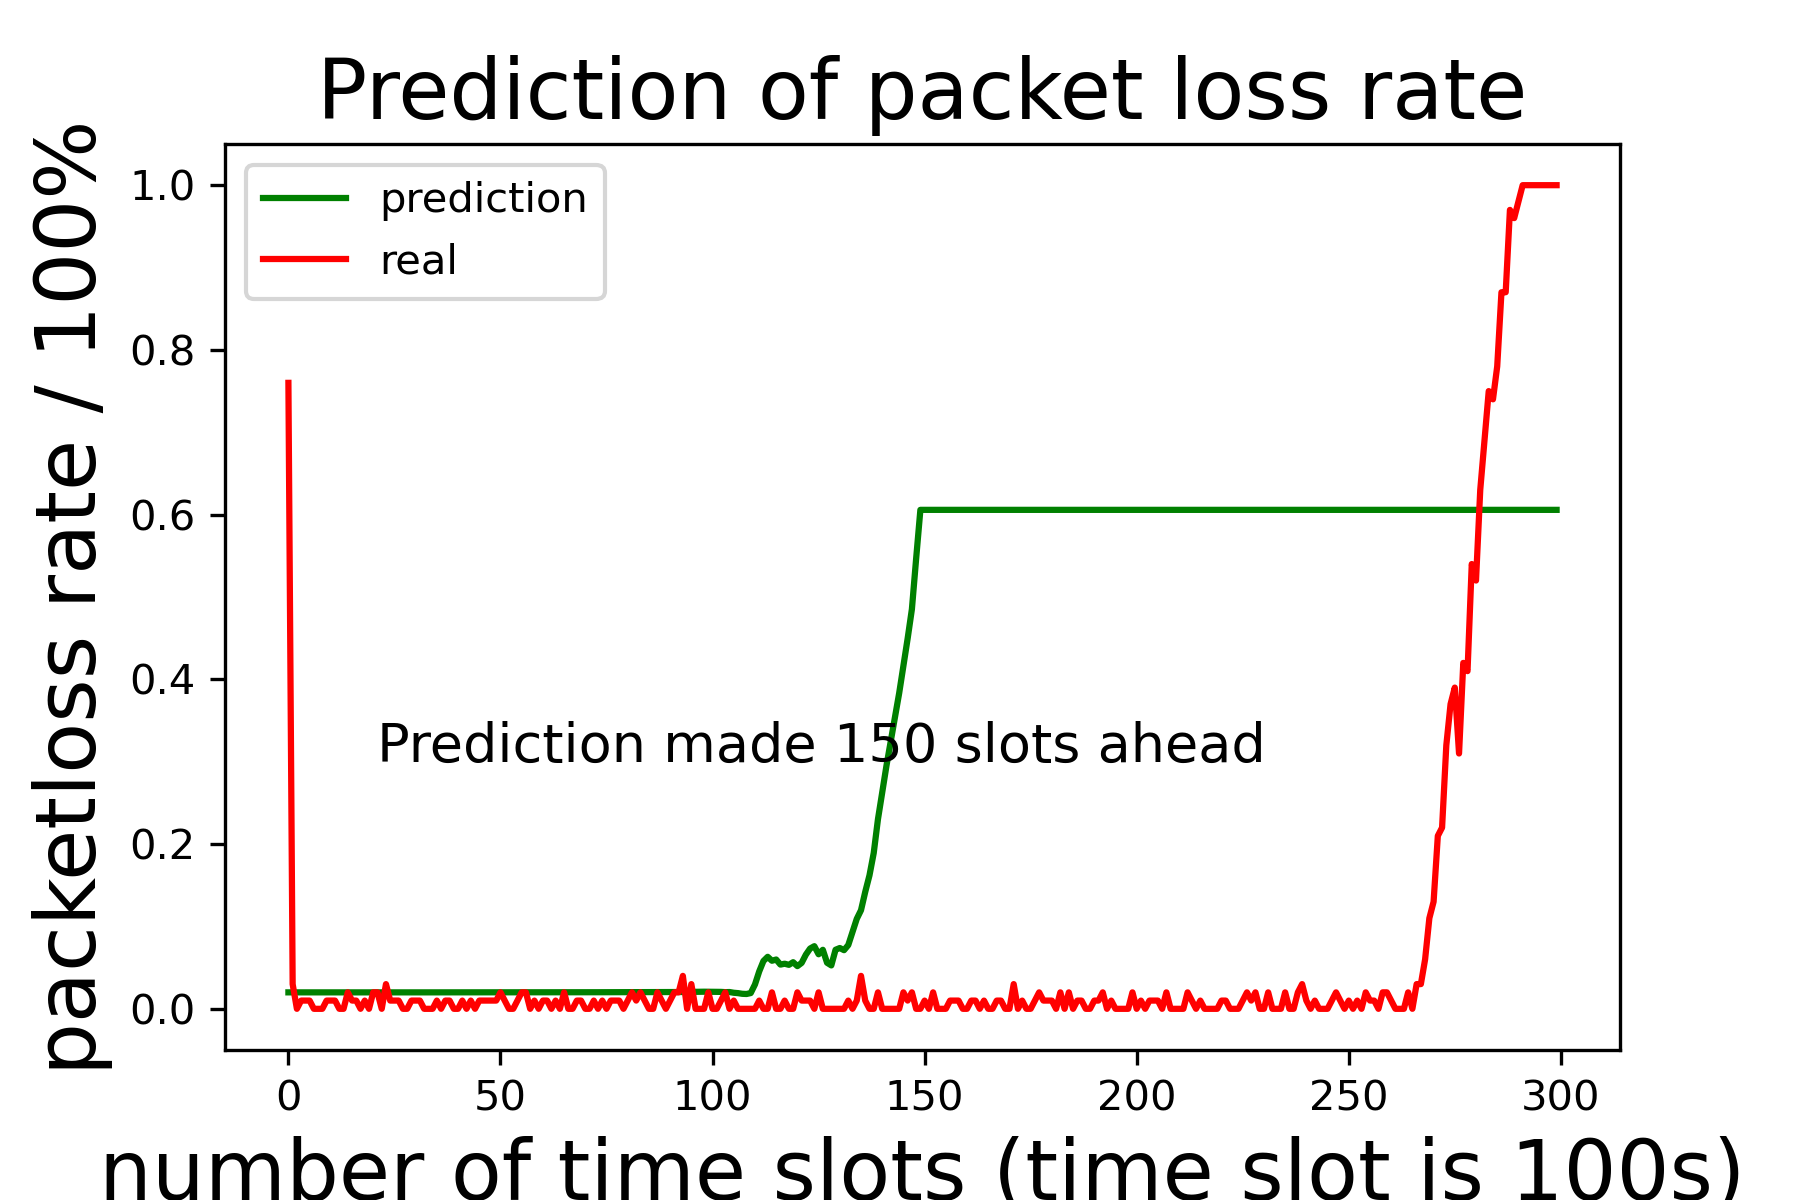 Prediction of packet loss rate
packetloss rate / 100%
1.0
0.8
0.6
0.4
0.2
0.0
prediction
real
Prediction made 150 slots ahead
0 50 100 150 200 250 300
number of time slots (time slot is 100s)